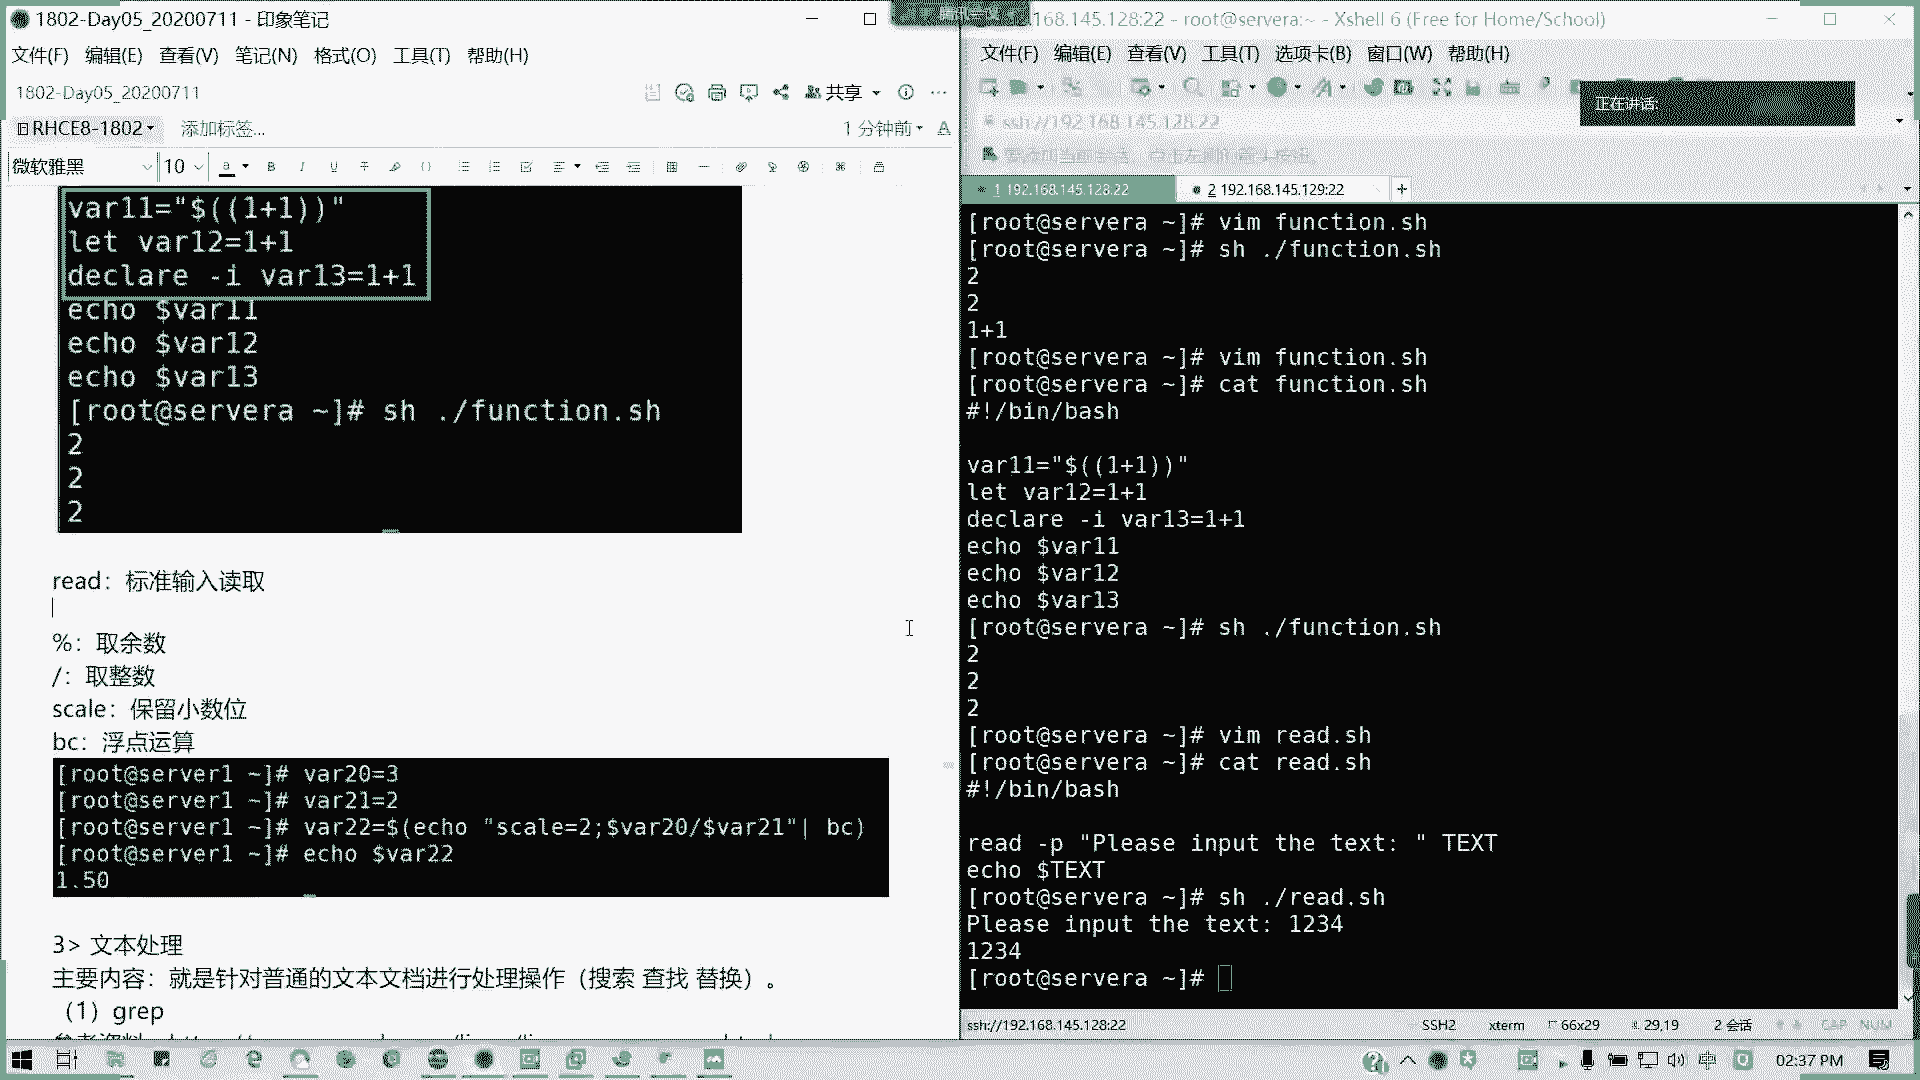 1802-Day05_20200711 - 印象笔记
文件(F) 编辑(E) 查看(V) 笔记(N) 格式(O) 工具(T) 帮助(H)
1802-Day05_20200711
共享
RHCE8-1802
添加标签...
1 分钟前
微软雅黑
10
var11="$((1+1))"
let var12=1+1
declare -i var13=1+1
echo $var11
echo $var12
echo $var13
[root@servera ~]# sh ./function.sh
2
2
2
read：标准输入读取
%：取余数
/：取整数
scale：保留小数位
bc：浮点运算
[root@server1 ~]# var20=3
[root@server1 ~]# var21=2
[root@server1 ~]# var22=$(echo "scale=2;$var20/$var21"| bc)
[root@server1 ~]# echo $var22
1.50
3> 文本处理
主要内容：就是针对普通的文本文档进行处理操作（搜索 查找 替换）。
（1）grep
168.145.128:22 - root@servera:~ - Xshell 6 (Free for Home/School)
文件(F) 编辑(E) 查看(V) 工具(T) 选项卡(B) 窗口(W) 帮助(H)
正在讲话:
ssh://192.168.145.128:22
1 192.168.145.128:22
2 192.168.145.129:22
[root@servera ~]# vim function.sh
[root@servera ~]# sh ./function.sh
2
2
1+1
[root@servera ~]# vim function.sh
[root@servera ~]# cat function.sh
#!/bin/bash
var11="$((1+1))"
let var12=1+1
declare -i var13=1+1
echo $var11
echo $var12
echo $var13
[root@servera ~]# sh ./function.sh
2
2
2
[root@servera ~]# vim read.sh
[root@servera ~]# cat read.sh
#!/bin/bash
read -p "Please input the text: " TEXT
echo $TEXT
[root@servera ~]# sh ./read.sh
Please input the text: 1234
1234
[root@servera ~]#
ssh://192.168.145.128:22
SSH2
xterm
66x29
29,19
2 会话
CAP
NUM
中
02:37 PM